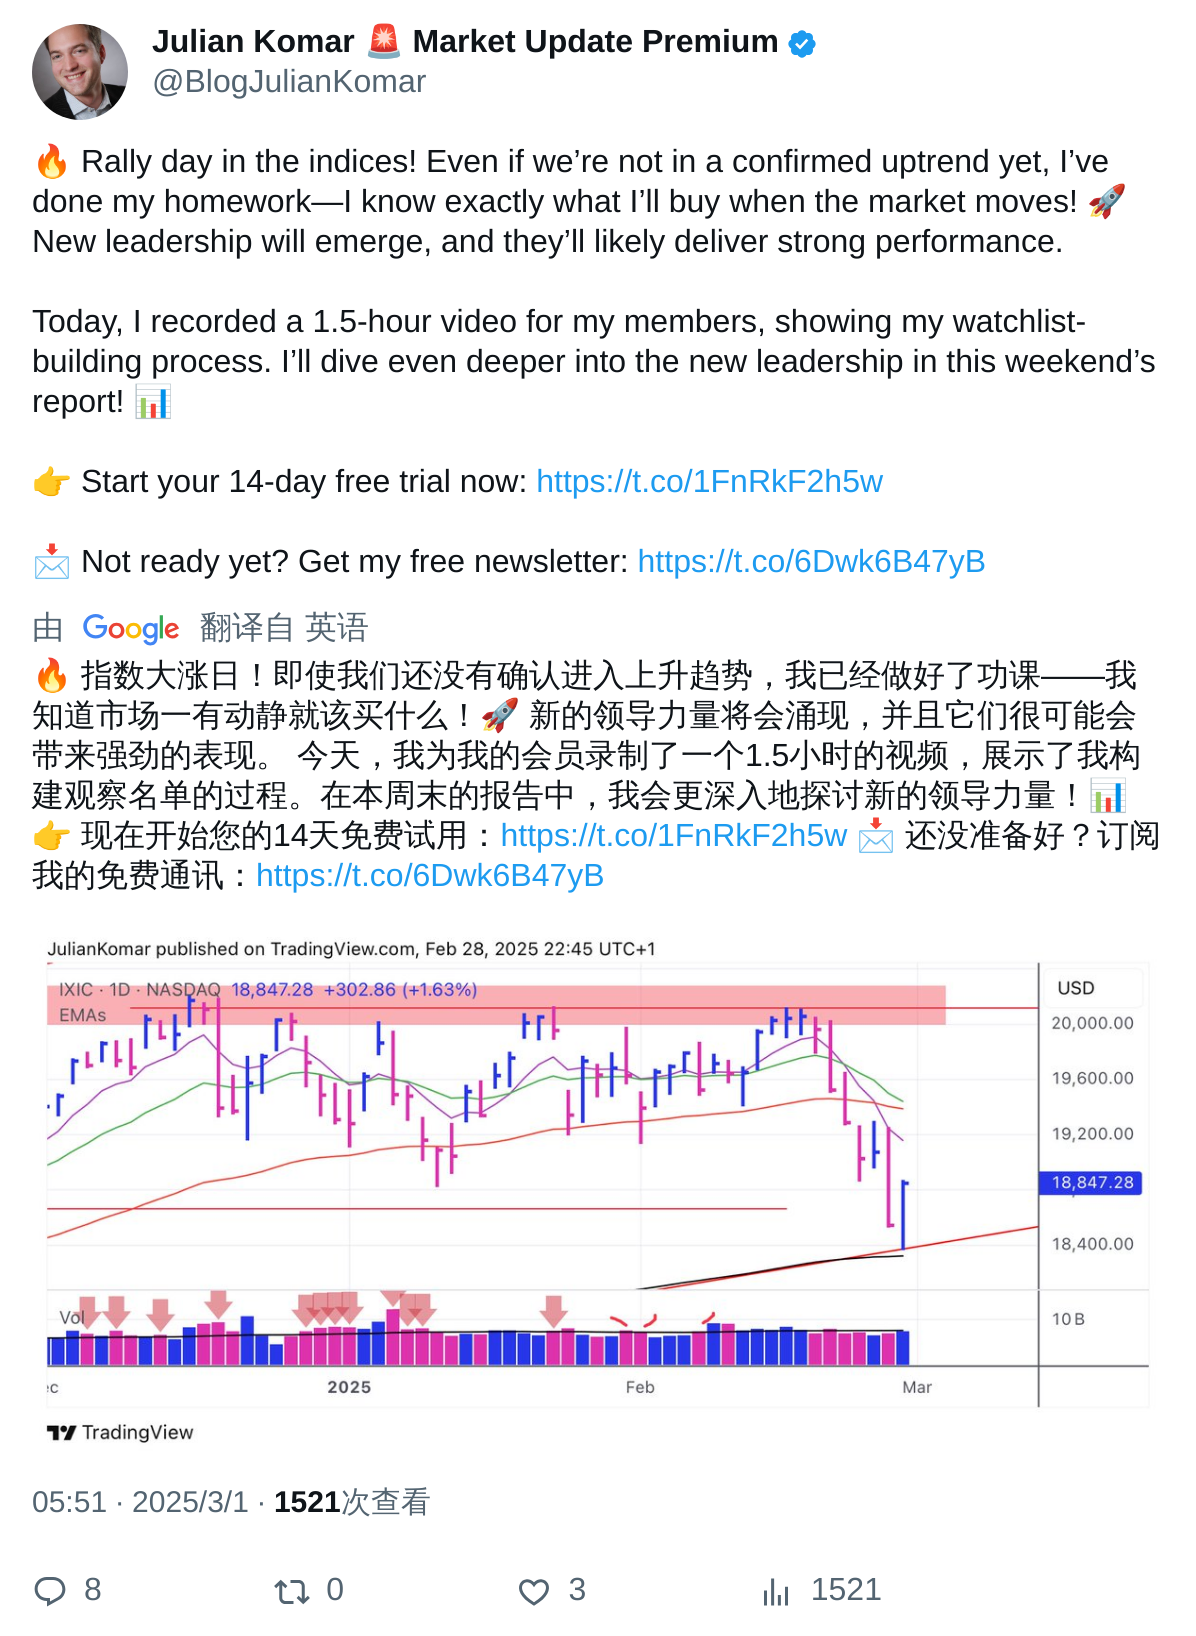 Julian Komar 🚨 Market Update Premium
@BlogJulianKomar
🔥 Rally day in the indices! Even if we’re not in a confirmed uptrend yet, I’ve
done my homework—I know exactly what I’ll buy when the market moves! 🚀
New leadership will emerge, and they’ll likely deliver strong performance.
Today, I recorded a 1.5-hour video for my members, showing my watchlist-
building process. I’ll dive even deeper into the new leadership in this weekend’s
report! 📊
👉 Start your 14-day free trial now: https://t.co/1FnRkF2h5w
📩 Not ready yet? Get my free newsletter: https://t.co/6Dwk6B47yB
由 Google 翻译自 英语
🔥 指数大涨日！即使我们还没有确认进入上升趋势，我已经做好了功课——我
知道市场一有动静就该买什么！🚀 新的领导力量将会涌现，并且它们很可能会
带来强劲的表现。 今天，我为我的会员录制了一个1.5小时的视频，展示了我构
建观察名单的过程。在本周末的报告中，我会更深入地探讨新的领导力量！📊
👉 现在开始您的14天免费试用：https://t.co/1FnRkF2h5w 📩 还没准备好？订阅
我的免费通讯：https://t.co/6Dwk6B47yB
JulianKomar published on TradingView.com, Feb 28, 2025 22:45 UTC+1
IXIC · 1D · NASDAQ 18,847.28 +302.86 (+1.63%)
USD
EMAs
20,000.00
19,600.00
19,200.00
18,847.28
18,400.00
Vol
10 B
2025
Feb
Mar
TradingView
05:51 · 2025/3/1 · 1521次查看
8 0 3 1521